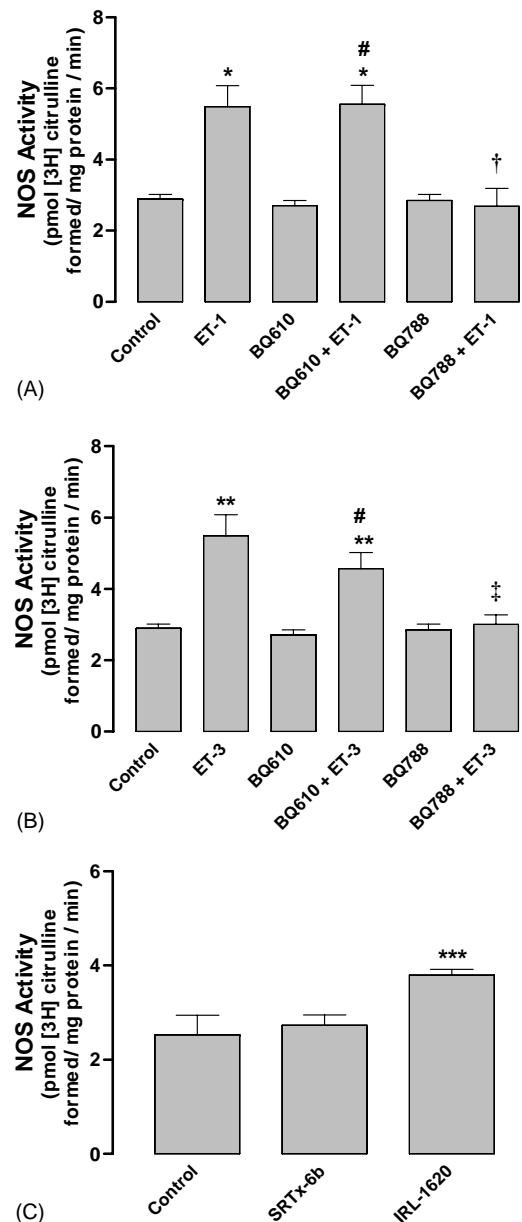 8
6
4
2
0
NOS Activity
(pmol [3H] citrulline
formed/ mg protein / min)
*
#
*
†
Control
ET-1
BQ610
BQ610 + ET-1
BQ788
BQ788 + ET-1
(A)
8
6
4
2
0
NOS Activity
(pmol [3H] citrulline
formed/ mg protein / min)
**
#
**
‡
Control
ET-3
BQ610
BQ610 + ET-3
BQ788
BQ788 + ET-3
(B)
6
4
2
0
NOS Activity
(pmol [3H] citrulline
formed/ mg protein / min)
***
Control
SRTx-6b
IRL-1620
(C)